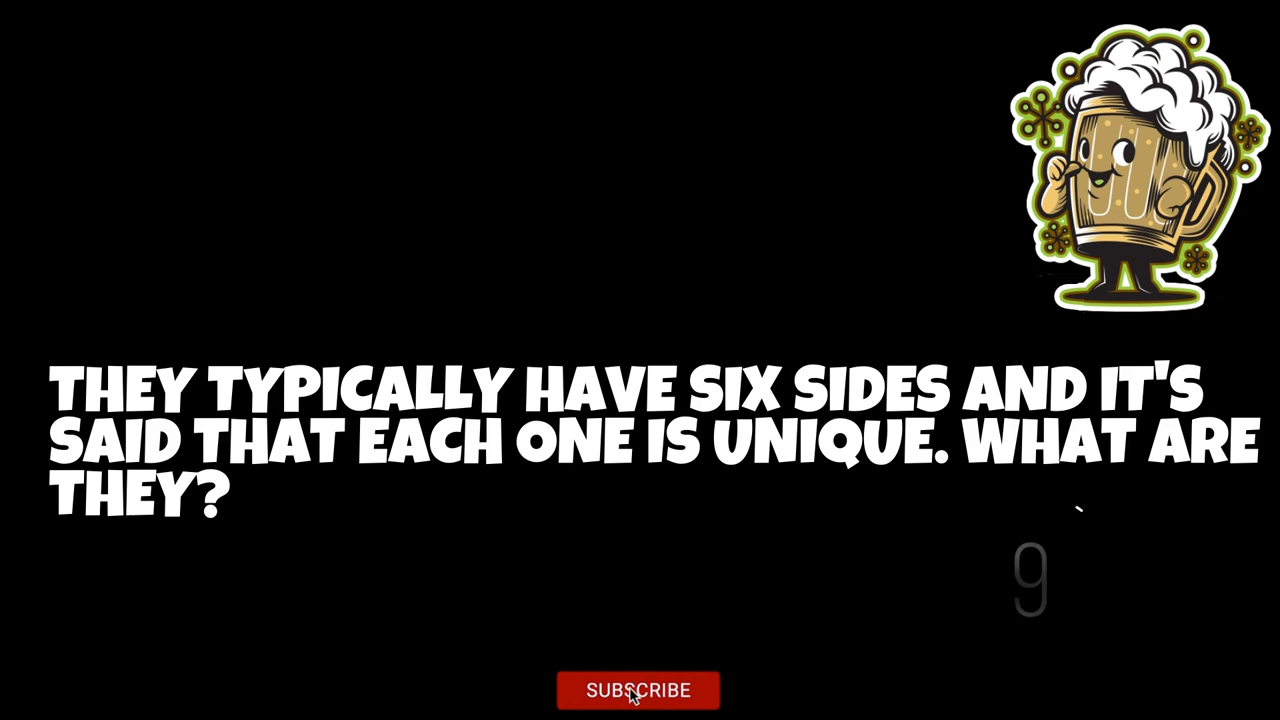 THEY TYPICALLY HAVE SIX SIDES AND IT'S
SAID THAT EACH ONE IS UNIQUE. WHAT ARE
THEY?
9
SUBSCRIBE